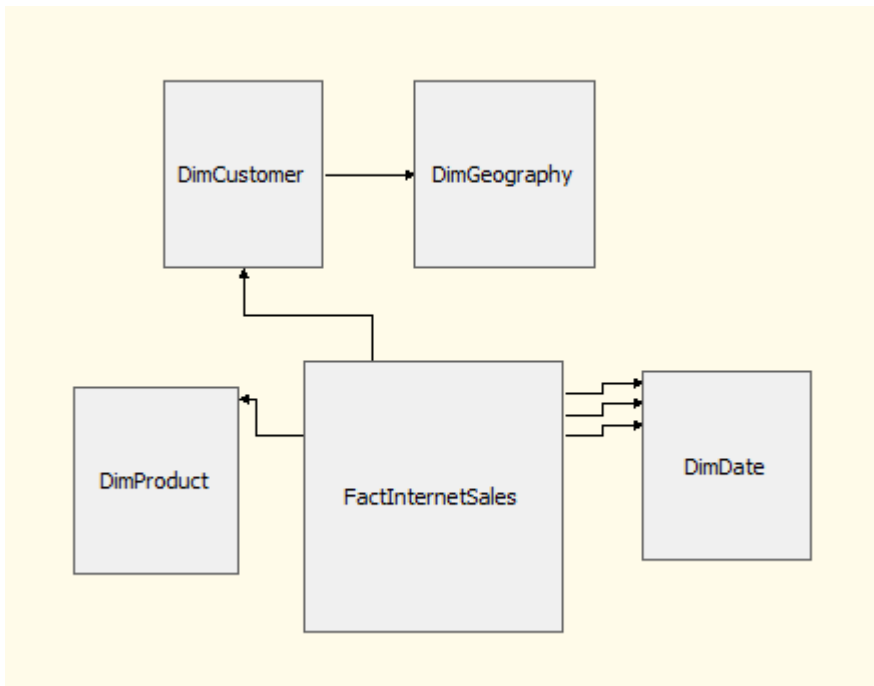 DimCustomer
DimGeography
DimProduct
FactInternetSales
DimDate